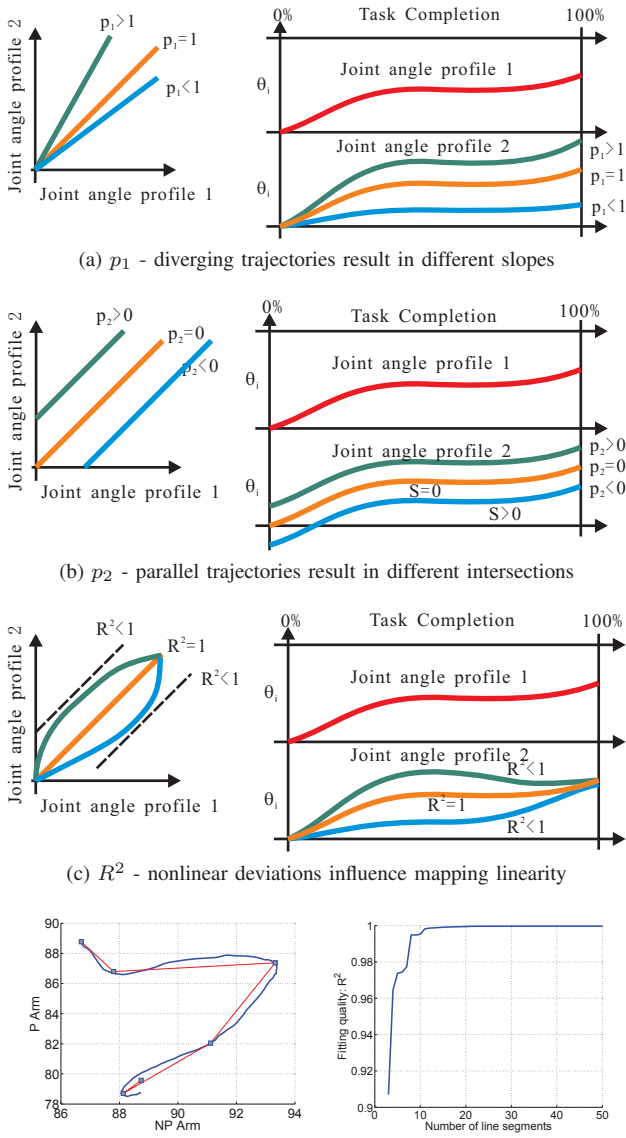 Joint angle profile 2
p₁>1
p₁=1
p₁<1
Joint angle profile 1
0%
Task Completion
100%
θᵢ
Joint angle profile 1
θᵢ
Joint angle profile 2
p₁>1
p₁=1
p₁<1
(a) p₁ - diverging trajectories result in different slopes
Joint angle profile 2
p₂>0
p₂=0
p₂<0
Joint angle profile 1
0%
Task Completion
100%
θᵢ
Joint angle profile 1
θᵢ
Joint angle profile 2
S=0
S>0
p₂>0
p₂=0
p₂<0
(b) p₂ - parallel trajectories result in different intersections
Joint angle profile 2
R²<1
R²=1
R²<1
Joint angle profile 1
0%
Task Completion
100%
θᵢ
Joint angle profile 1
θᵢ
Joint angle profile 2
R²<1
R²=1
R²<1
(c) R² - nonlinear deviations influence mapping linearity
P Arm
90
88
86
84
82
80
78
86 88 90 92 94
NP Arm
Fitting quality: R²
1
0.98
0.96
0.94
0.92
0.9
0 10 20 30 40 50
Number of line segments